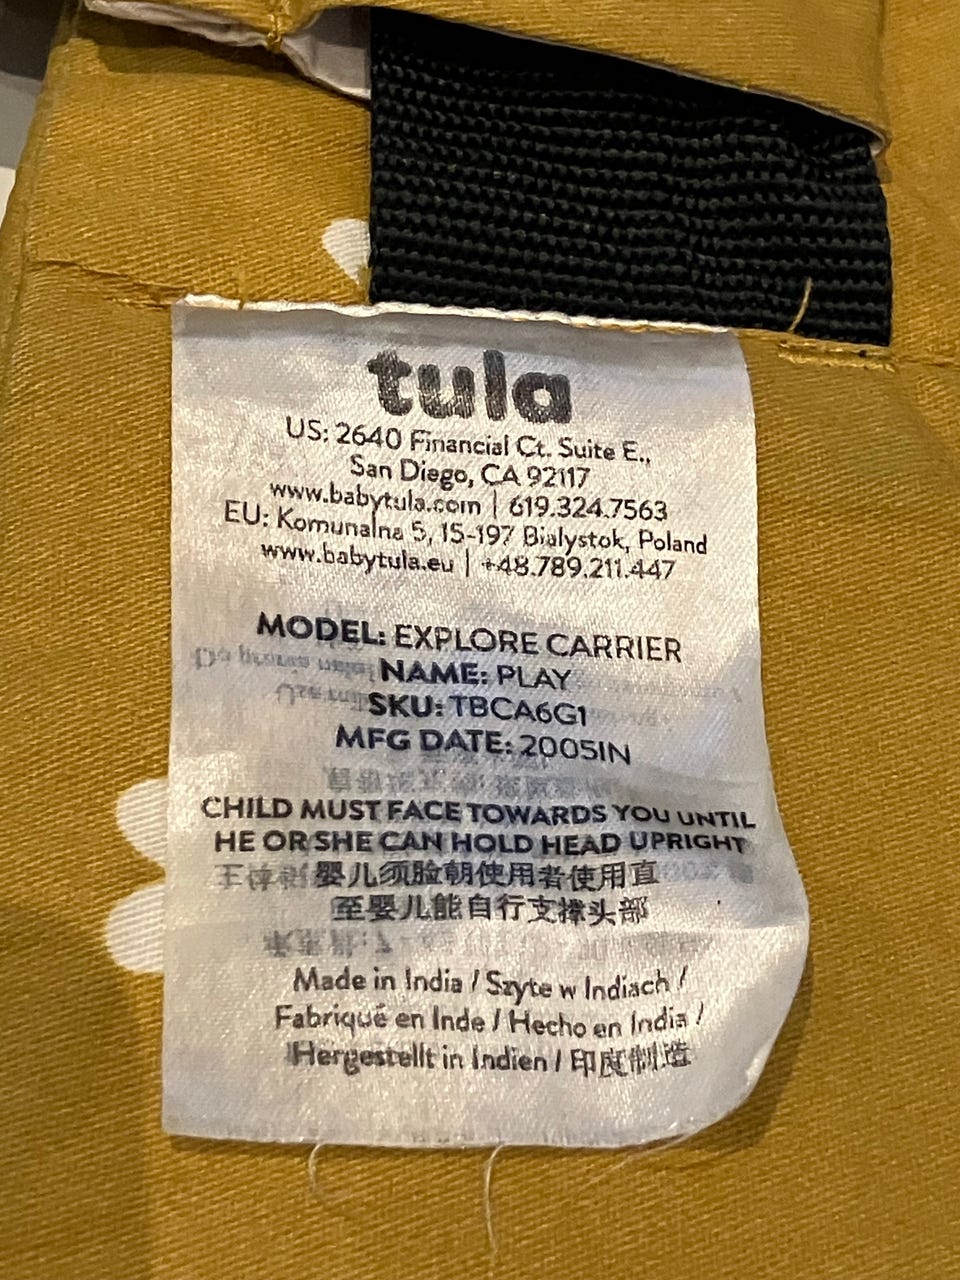 tula
US: 2640 Financial Ct. Suite E.,
San Diego, CA 92117
www.babytula.com | 619.324.7563
EU: Komunalna 5, 15-197 Bialystok, Poland
www.babytula.eu | +48.789.211.447
MODEL: EXPLORE CARRIER
NAME: PLAY
SKU: TBCA6G1
MFG DATE: 2005IN
CHILD MUST FACE TOWARDS YOU UNTIL
HE OR SHE CAN HOLD HEAD UPRIGHT
婴儿须脸朝使用者使用直
至婴儿能自行支撑头部
Made in India / Szyte w Indiach /
Fabriqué en Inde / Hecho en India /
Hergestellt in Indien / 印度制造